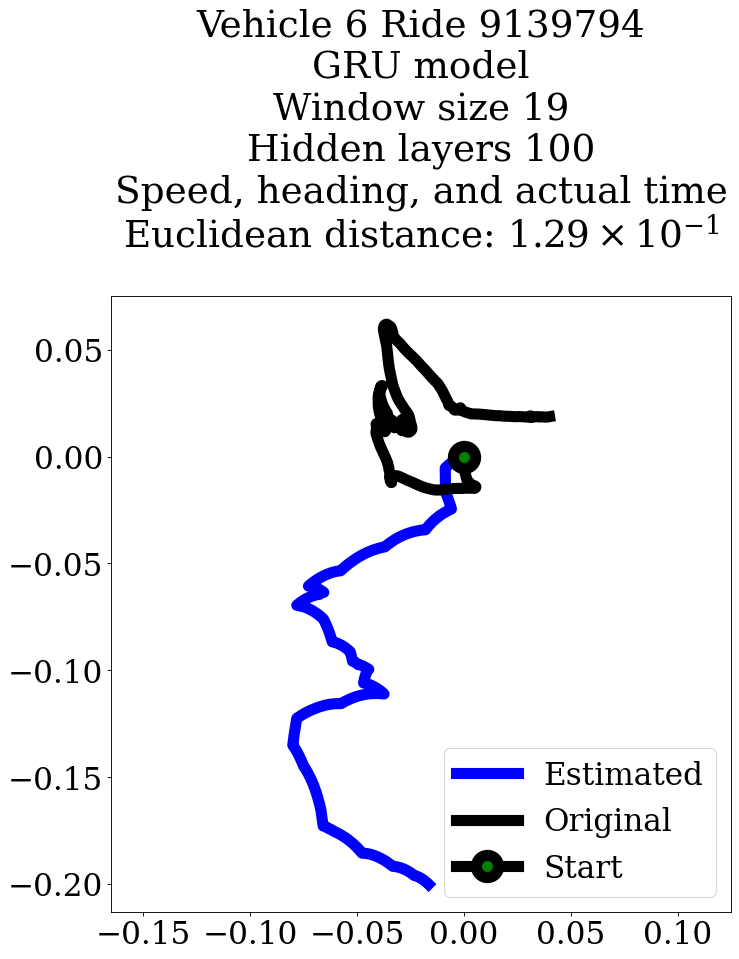 Vehicle 6 Ride 9139794
GRU model
Window size 19
Hidden layers 100
Speed, heading, and actual time
Euclidean distance: 1.29 × 10⁻¹
0.05
0.00
−0.05
−0.10
−0.15
−0.20
Estimated
Original
Start
−0.15 −0.10 −0.05 0.00 0.05 0.10